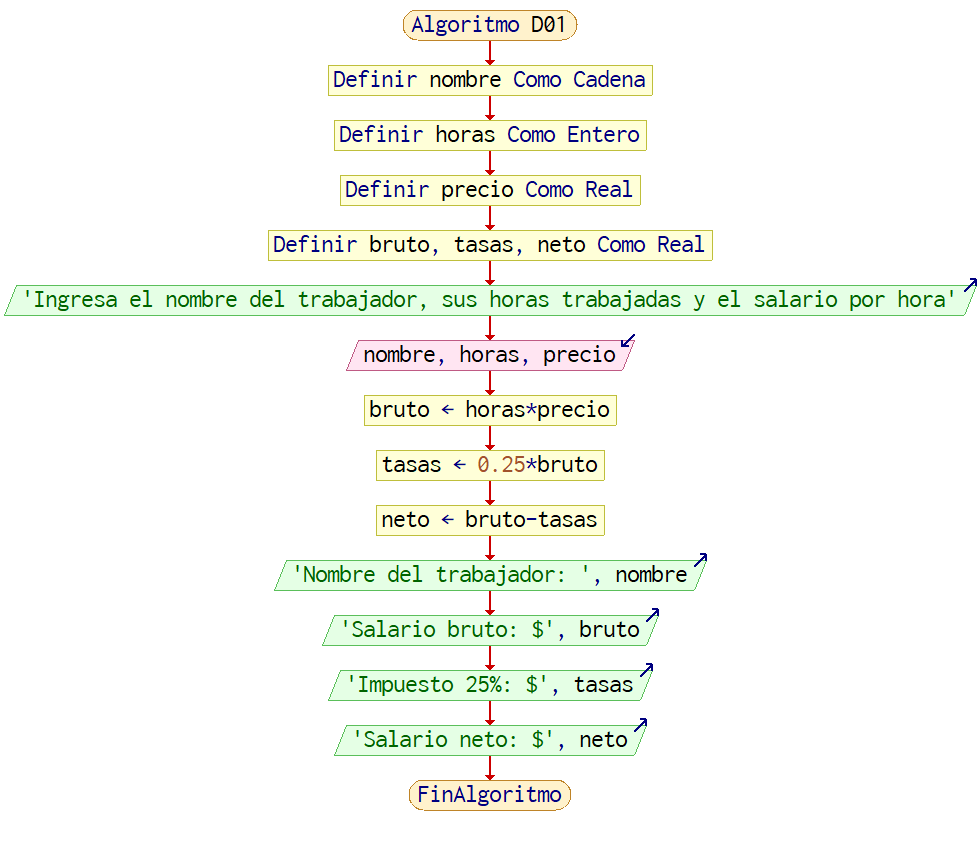 Algoritmo D01
Definir nombre Como Cadena
Definir horas Como Entero
Definir precio Como Real
Definir bruto, tasas, neto Como Real
'Ingresa el nombre del trabajador, sus horas trabajadas y el salario por hora'
nombre, horas, precio
bruto ← horas*precio
tasas ← 0.25*bruto
neto ← bruto-tasas
'Nombre del trabajador: ', nombre
'Salario bruto: $', bruto
'Impuesto 25%: $', tasas
'Salario neto: $', neto
FinAlgoritmo